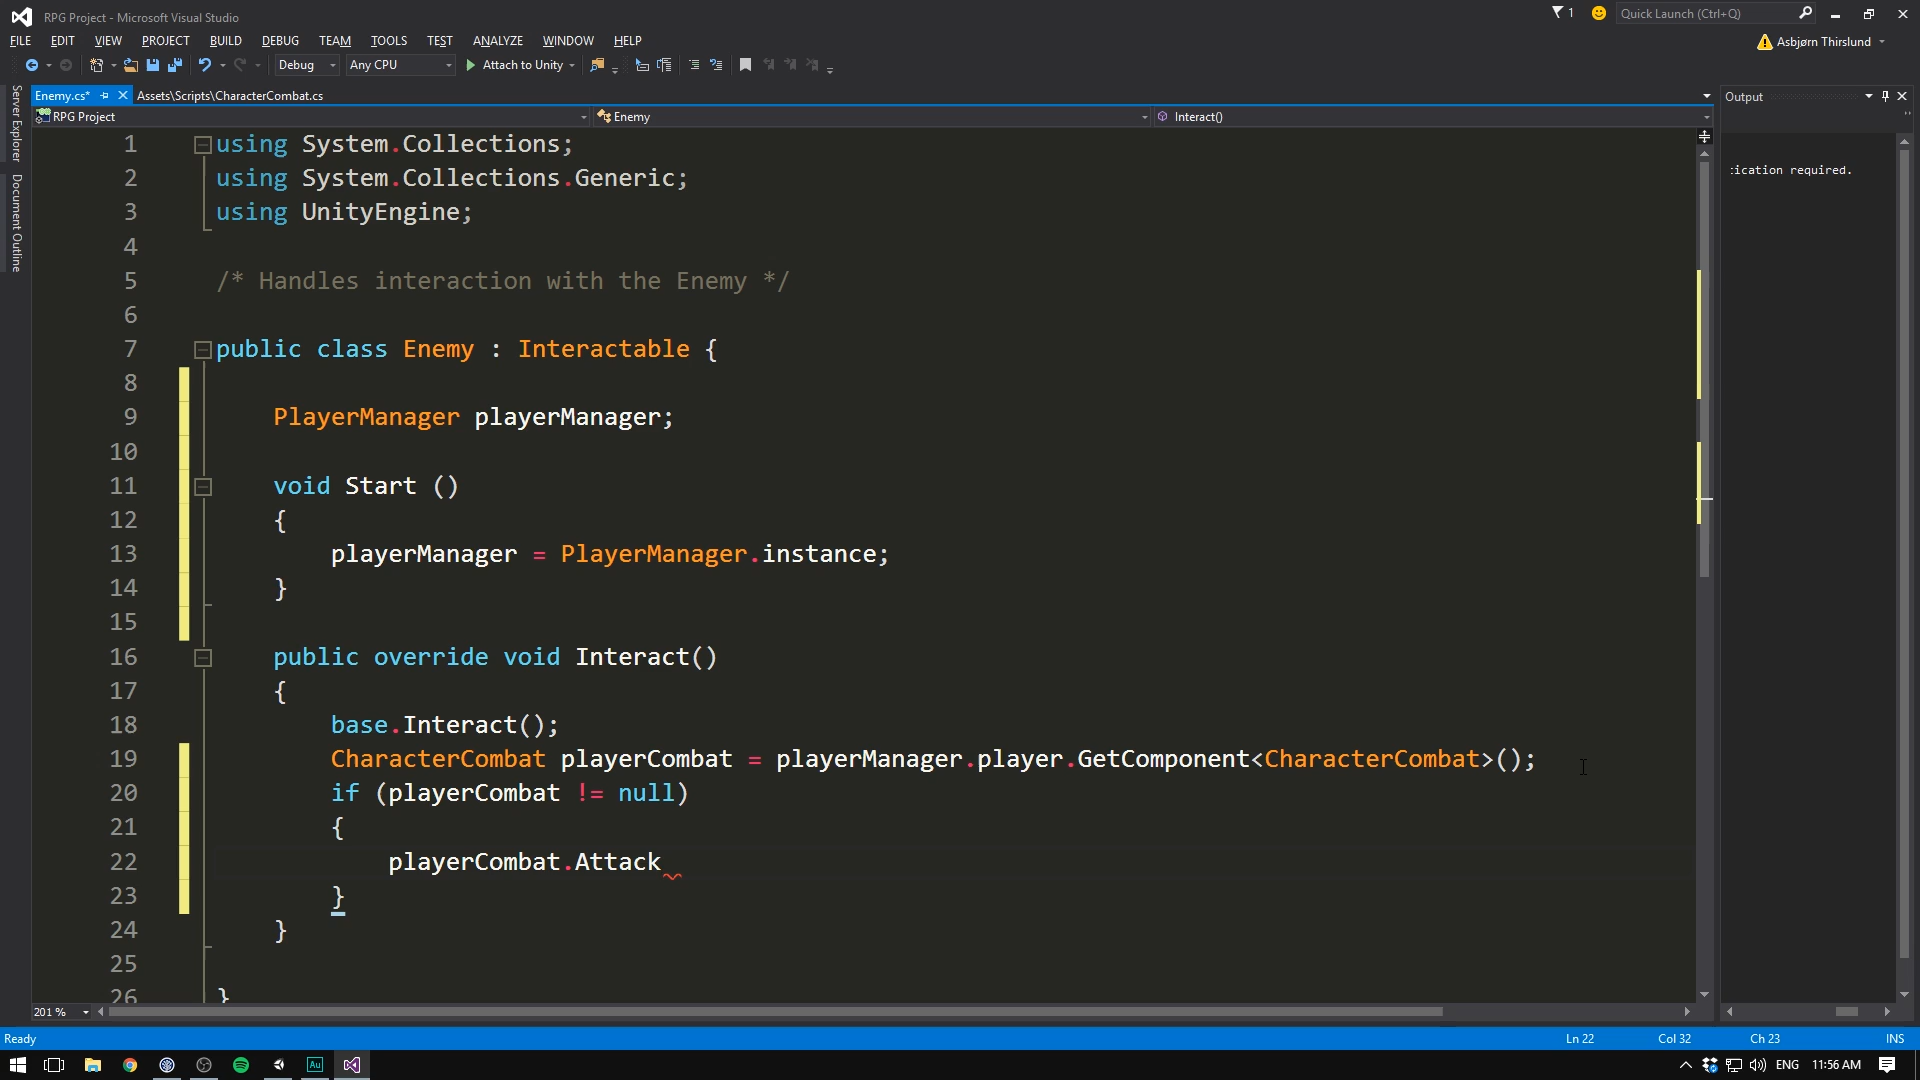 RPG Project - Microsoft Visual Studio
1
Quick Launch (Ctrl+Q)
FILE EDIT VIEW PROJECT BUILD DEBUG TEAM TOOLS TEST ANALYZE WINDOW HELP
Asbjørn Thirslund
Debug Any CPU Attach to Unity
Server Explorer
Document Outline
Enemy.cs* Assets\Scripts\CharacterCombat.cs
Output
RPG Project Enemy Interact()
:ication required.
1 using System.Collections;
2 using System.Collections.Generic;
3 using UnityEngine;
4
5 /* Handles interaction with the Enemy */
6
7 public class Enemy : Interactable {
8
9 PlayerManager playerManager;
10
11 void Start ()
12 {
13 playerManager = PlayerManager.instance;
14 }
15
16 public override void Interact()
17 {
18 base.Interact();
19 CharacterCombat playerCombat = playerManager.player.GetComponent<CharacterCombat>();
20 if (playerCombat != null)
21 {
22 playerCombat.Attack
23 }
24 }
25
26 }
201 %
Ready Ln 22 Col 32 Ch 23 INS
Au
ENG 11:56 AM